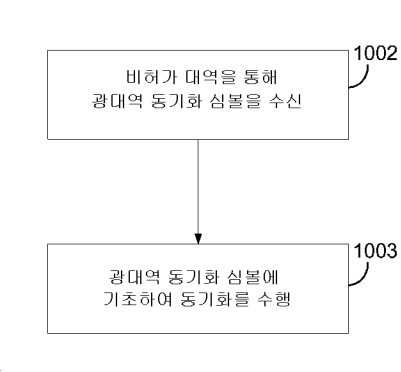 1002
비허가 대역을 통해
광대역 동기화 심볼을 수신
1003
광대역 동기화 심볼에
기초하여 동기화를 수행